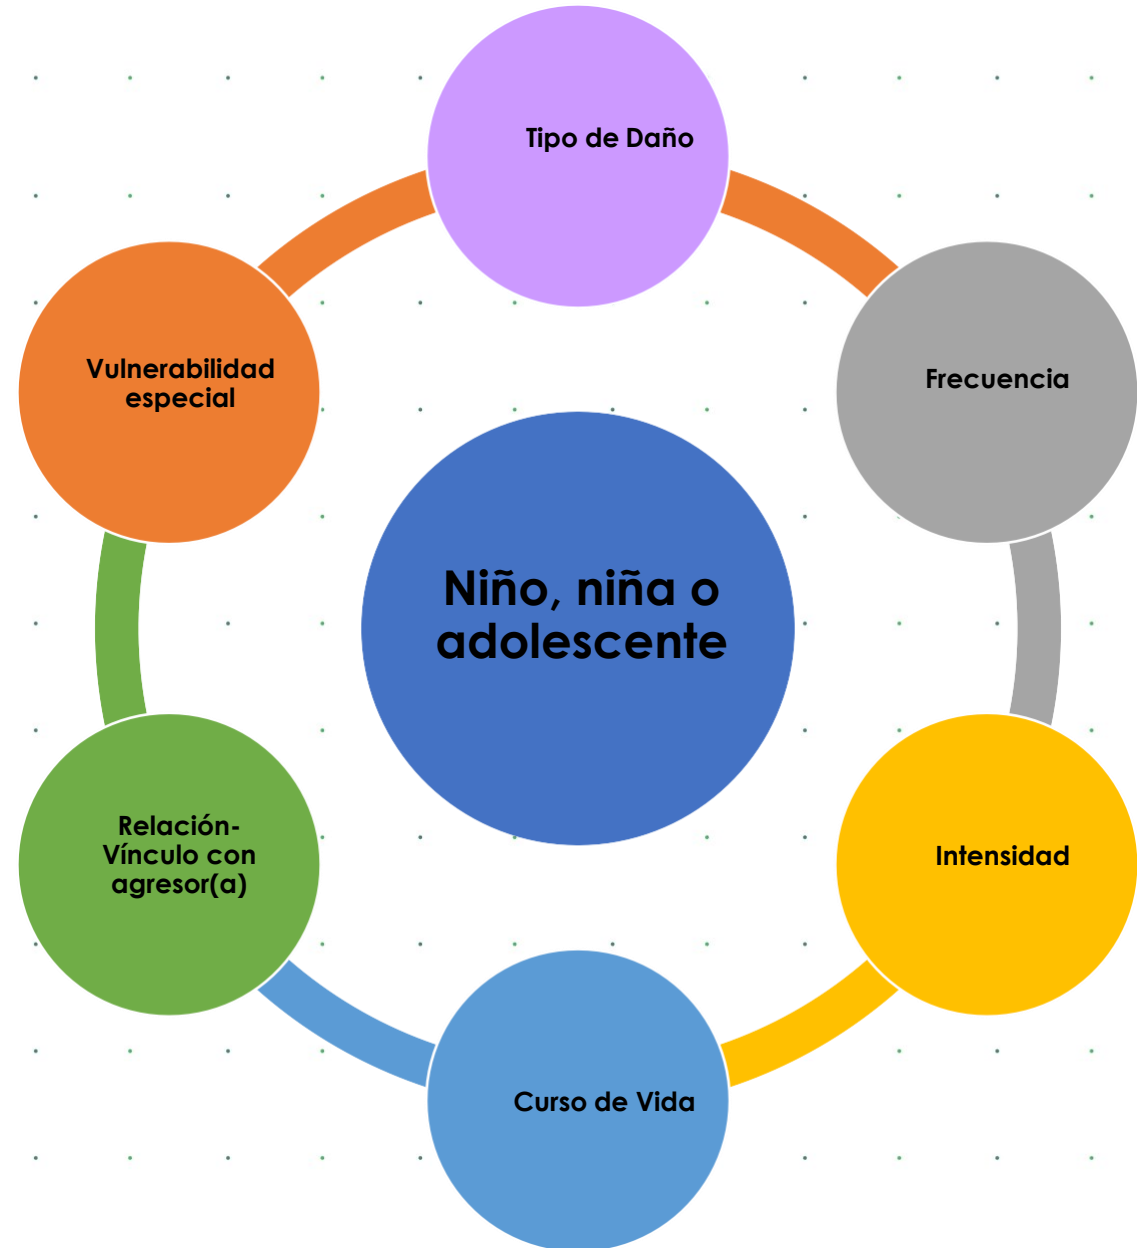 Tipo de Daño
Vulnerabilidad
especial
Frecuencia
Niño, niña o
adolescente
Relación-
Vínculo con
agresor(a)
Intensidad
Curso de Vida